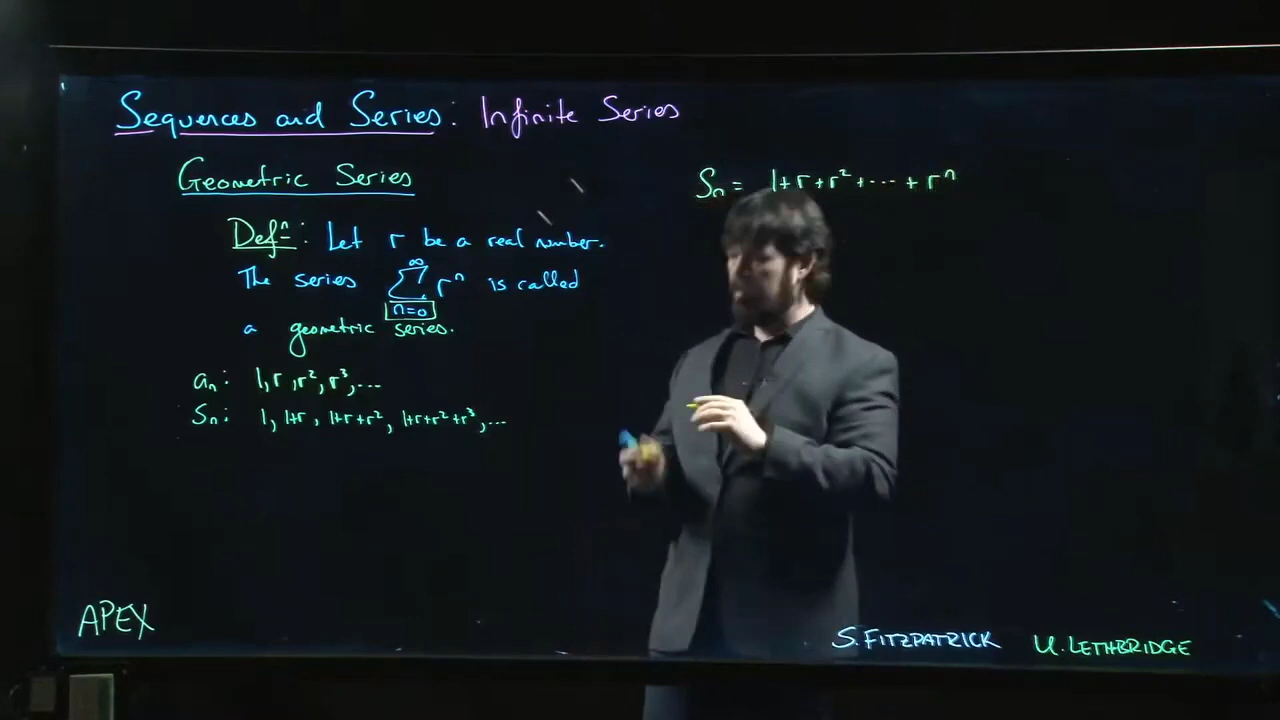 Sequences and Series: Infinite Series
Geometric Series
Defⁿ: Let r be a real number.
The series ∑_{n=0}^{∞} rⁿ is called
a geometric series.
aₙ: 1, r, r², r³, ...
Sₙ: 1, 1+r, 1+r+r², 1+r+r²+r³, ...
Sₙ = 1+r+r²+⋯+rⁿ
APEX
S. FITZPATRICK U. LETHBRIDGE